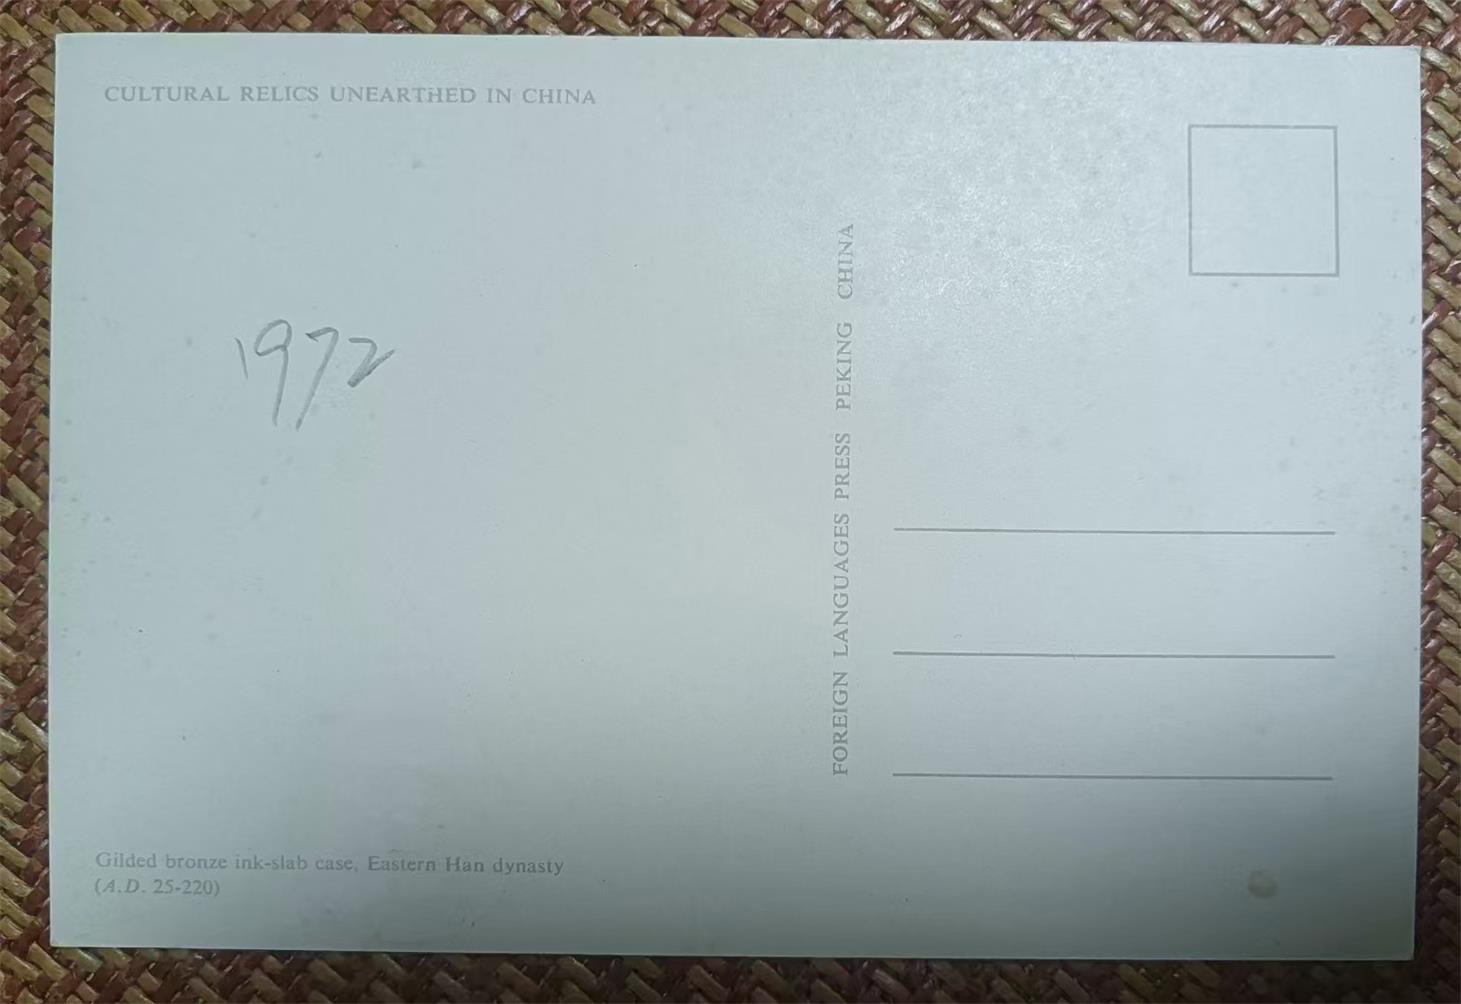 CULTURAL RELICS UNEARTHED IN CHINA
1972
Gilded bronze ink-slab case, Eastern Han dynasty
(A.D. 25-220)
FOREIGN LANGUAGES PRESS PEKING CHINA